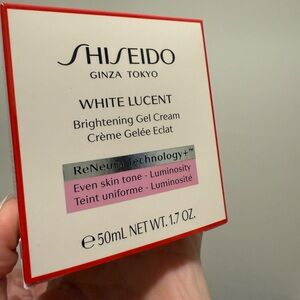 SHISEIDO
GINZA TOKYO
WHITE LUCENT
Brightening Gel Cream
Crème Gelée Eclat
ReNeura Technology+™
Even skin tone - Luminosity
Teint uniforme - Luminosité
℮ 50mL NET WT. 1.7 OZ.